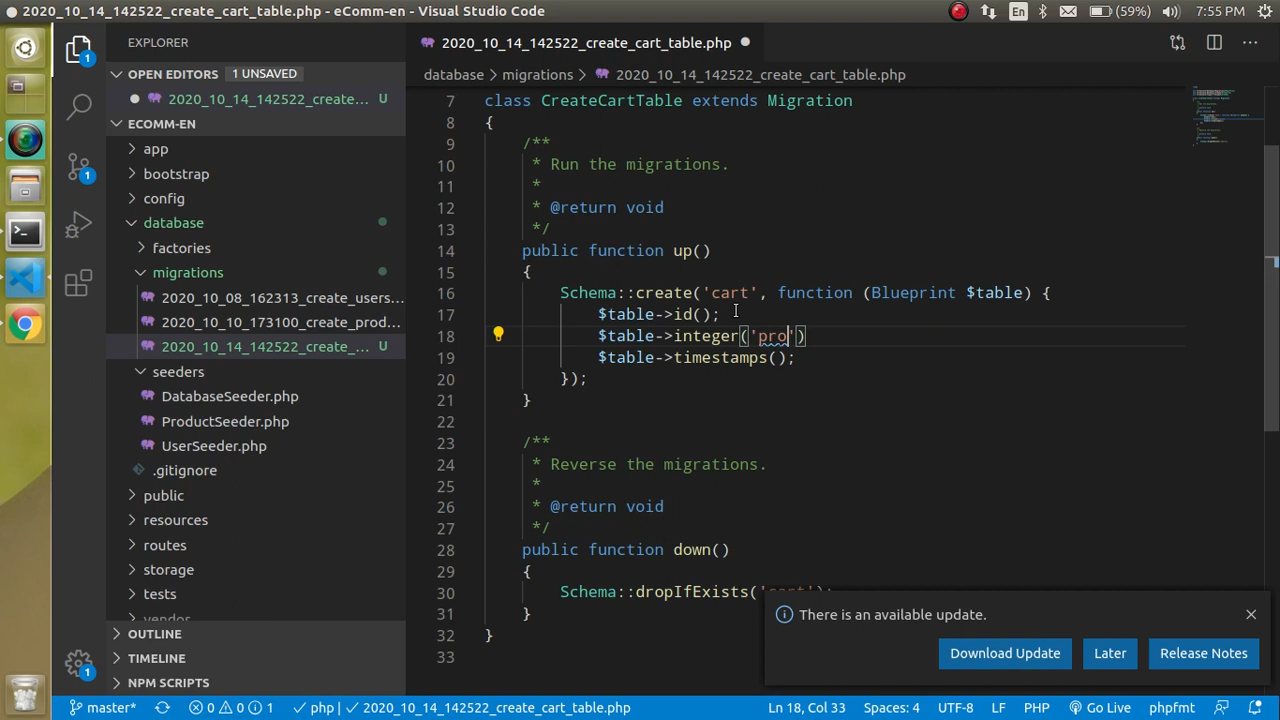 2020_10_14_142522_create_cart_table.php - eComm-en - Visual Studio Code
En
(59%)
7:55 PM
EXPLORER
OPEN EDITORS 1 UNSAVED
2020_10_14_142522_create... U
ECOMM-EN
app
bootstrap
config
database
factories
migrations
2020_10_08_162313_create_users...
2020_10_10_173100_create_prod...
2020_10_14_142522_create_... U
seeders
DatabaseSeeder.php
ProductSeeder.php
UserSeeder.php
.gitignore
public
resources
routes
storage
tests
vendor
OUTLINE
TIMELINE
NPM SCRIPTS
1
1
1
2020_10_14_142522_create_cart_table.php
database > migrations > 2020_10_14_142522_create_cart_table.php
7 class CreateCartTable extends Migration
8 {
9 /**
10 * Run the migrations.
11 *
12 * @return void
13 */
14 public function up()
15 {
16 Schema::create('cart', function (Blueprint $table) {
17 $table->id();
18 $table->integer('pro')
19 $table->timestamps();
20 });
21 }
22
23 /**
24 * Reverse the migrations.
25 *
26 * @return void
27 */
28 public function down()
29 {
30 Schema::dropIfExists('cart');
31 }
32 }
33
There is an available update.
Download Update
Later
Release Notes
master* 0 0 1 php | 2020_10_14_142522_create_cart_table.php Ln 18, Col 33 Spaces: 4 UTF-8 LF PHP Go Live phpfmt